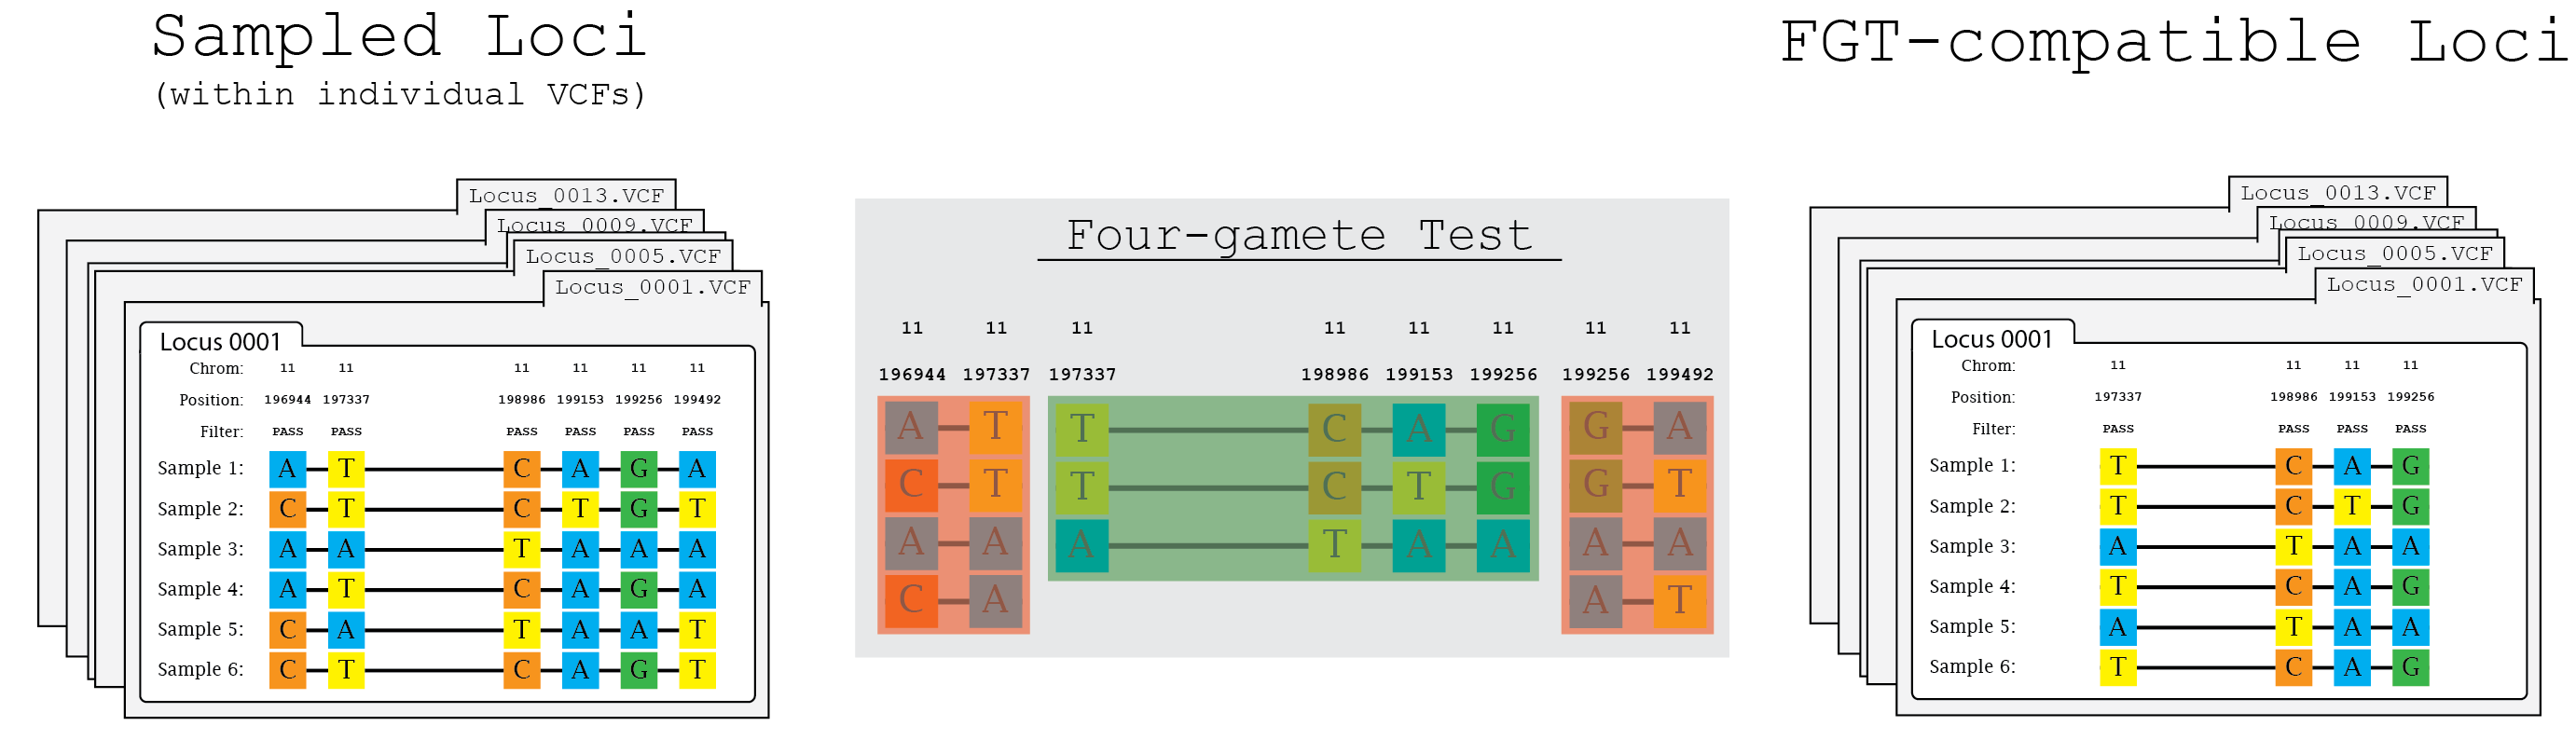 Sampled Loci
(within individual VCFs)
Locus_0013.VCF
Locus_0009.VCF
Locus_0005.VCF
Locus_0001.VCF
Locus 0001
Chrom: 11 11 11 11 11 11
Position: 196944 197337 198986 199153 199256 199492
Filter: PASS PASS PASS PASS PASS PASS
Sample 1: A T C A G A
Sample 2: C T C T G T
Sample 3: A A T A A A
Sample 4: A T C A G A
Sample 5: C A T A A T
Sample 6: C T C A G T
Four-gamete Test
11 11 11 11 11 11 11 11
196944 197337 197337 198986 199153 199256 199256 199492
A T T C A G G A
C T T C T G G T
A A A T A A A A
C A A T
FGT-compatible Loci
Locus_0013.VCF
Locus_0009.VCF
Locus_0005.VCF
Locus_0001.VCF
Locus 0001
Chrom: 11 11 11 11
Position: 197337 198986 199153 199256
Filter: PASS PASS PASS PASS
Sample 1: T C A G
Sample 2: T C T G
Sample 3: A T A A
Sample 4: T C A G
Sample 5: A T A A
Sample 6: T C A G